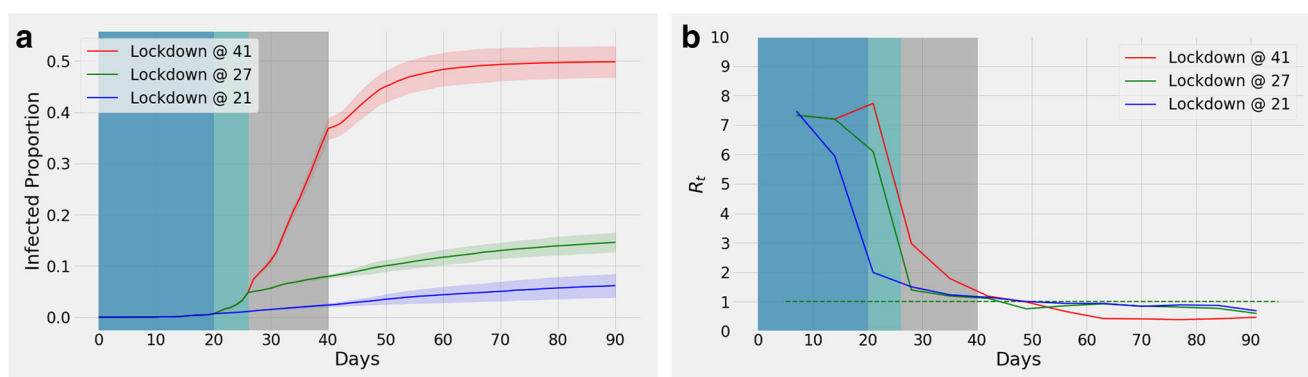 a
Lockdown @ 41
Lockdown @ 27
Lockdown @ 21
Infected Proportion
0.5
0.4
0.3
0.2
0.1
0.0
0 10 20 30 40 50 60 70 80 90
Days
b
Lockdown @ 41
Lockdown @ 27
Lockdown @ 21
Rt
10
9
8
7
6
5
4
3
2
1
0
0 10 20 30 40 50 60 70 80 90
Days